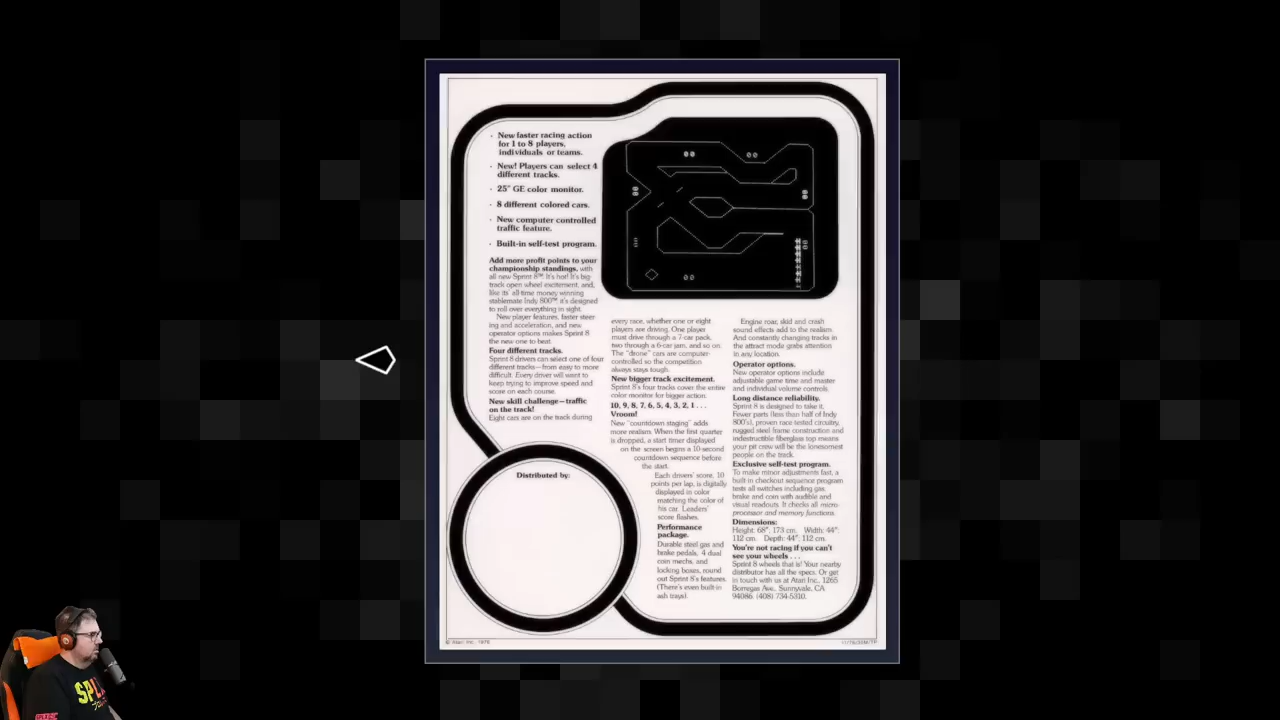 · New faster racing action
for 1 to 8 players,
individuals or teams.
· New! Players can select 4
different tracks.
· 25" GE color monitor.
· 8 different colored cars.
· New computer controlled
traffic feature.
· Built-in self-test program.
Add more profit points to your
championship standings, with
all new Sprint 8™. It's hot! It's big-
track open wheel excitement, and,
like its all-time money winning
stablemate Indy 800™, it's designed
to roll over everything in sight.
New player features, faster steer
ing and acceleration, and new
operator options makes Sprint 8
the new one to beat.
Four different tracks.
Sprint 8 drivers can select one of four
different tracks—from easy to more
difficult. Every driver will want to
keep trying to improve speed and
score on each course.
New skill challenge—traffic
on the track!
Eight cars are on the track during
every race, whether one or eight
players are driving. One player
must drive through a 7 car pack,
two through a 6-car jam, and so on.
The "drone" cars are computer-
controlled so the competition
always stays tough.
New bigger track excitement.
Sprint 8's four tracks cover the entire
color monitor for bigger action.
10, 9, 8, 7, 6, 5, 4, 3, 2, 1 . . .
Vroom!
New "countdown staging" adds
more realism. When the first quarter
is dropped, a start timer displayed
on the screen begins a 10-second
countdown sequence before
the start.
Each drivers' score, 10
points per lap, is digitally
displayed in color
matching the color of
his car. Leaders'
score flashes.
Performance
package.
Durable steel gas and
brake pedals, 4 dual
coin mechs, and
locking boxes, round
out Sprint 8's features.
(There's even built-in
ash trays).
Engine roar, skid and crash
sound effects add to the realism.
And constantly changing tracks in
the attract mode grabs attention
in any location.
Operator options.
New operator options include
adjustable game time and master
and individual volume controls.
Long distance reliability.
Sprint 8 is designed to take it.
Fewer parts (less than half of Indy
800's), proven race tested circuitry,
rugged steel frame construction and
indestructible fiberglass top means
your pit crew will be the lonesomest
people on the track.
Exclusive self-test program.
To make minor adjustments fast, a
built in checkout sequence program
tests all switches including gas,
brake and coin with audible and
visual readouts. It checks all micro
processor and memory functions.
Dimensions:
Height: 68", 173 cm. Width: 44";
112 cm. Depth: 44"; 112 cm.
You're not racing if you can't
see your wheels . . .
Sprint 8 wheels that is! Your nearby
distributor has all the specs. Or get
in touch with us at Atari Inc., 1265
Borregas Ave., Sunnyvale, CA
94086. (408) 734-5310.
Distributed by:
00
00
00
00
00
00
00
© Atari Inc. 1976